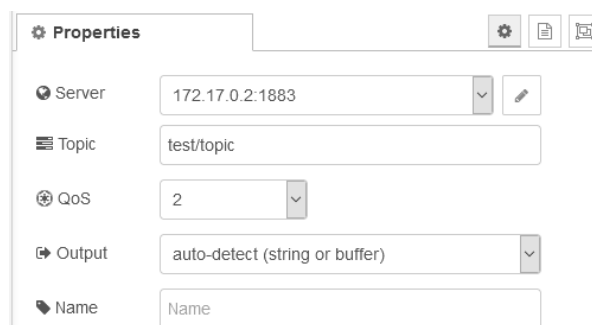 Properties
Server 172.17.0.2:1883
Topic test/topic
QoS 2
Output auto-detect (string or buffer)
Name Name